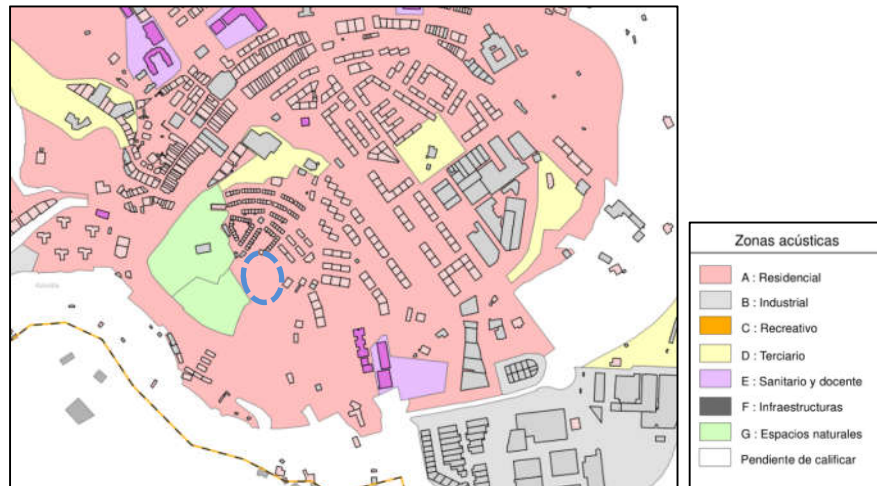 Zonas acústicas
A : Residencial
B : Industrial
C : Recreativo
D : Terciario
E : Sanitario y docente
F : Infraestructuras
G : Espacios naturales
Pendiente de calificar